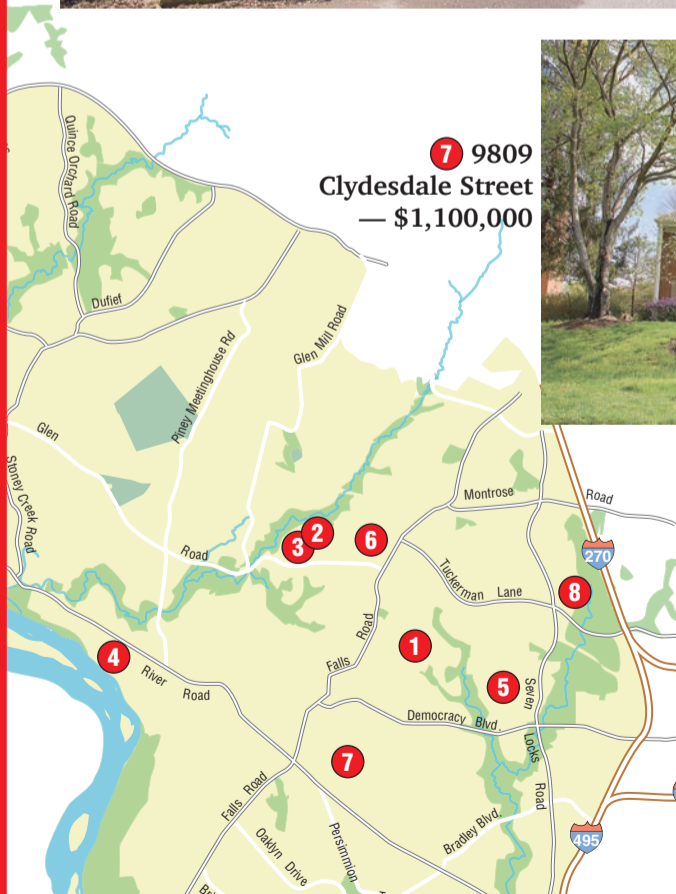 7 9809
Clydesdale Street
— $1,100,000
Quince Orchard Road
Dufief
Piney Meetinghouse Rd
Glen Mill Road
Glen
Stoney Creek Road
Montrose
Road
270
2
3
6
Road
Tuckerman Lane
8
1
Falls Road
4
River Road
5
Seven Locks Road
Democracy Blvd.
7
Falls Road
Oaklyn Drive
Persimmion
Bradley Blvd.
495